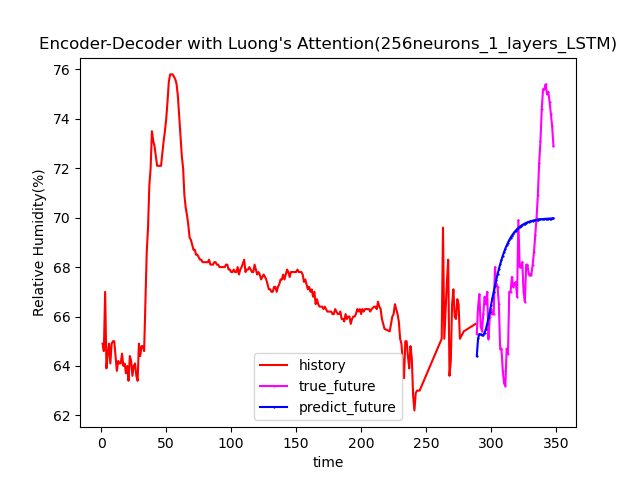 Encoder-Decoder with Luong's Attention(256neurons_1_layers_LSTM)
76
74
72
70
68
66
64
62
Relative Humidity(%)
history
true_future
predict_future
0 50 100 150 200 250 300 350
time